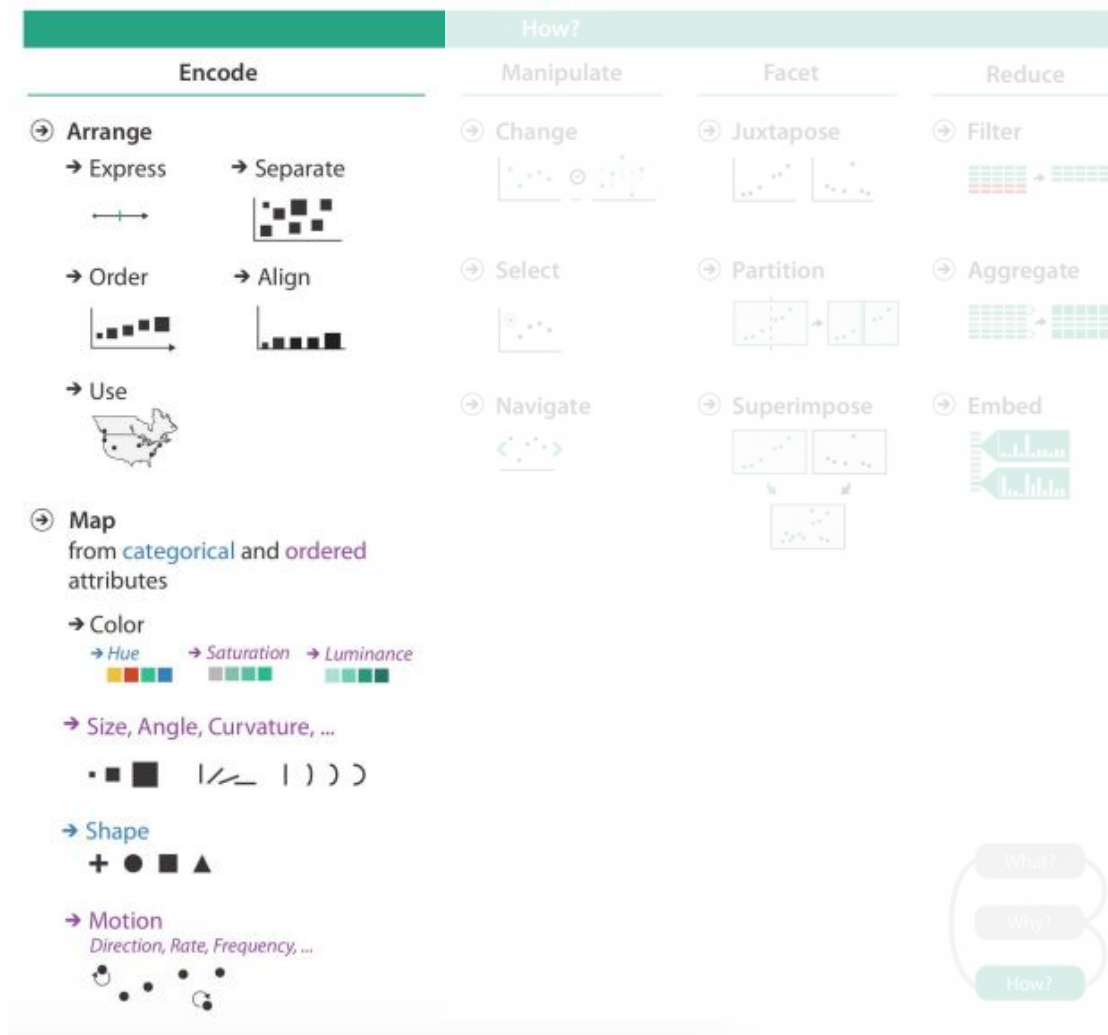 How?
Encode
Manipulate
Facet
Reduce
Arrange
Express
Separate
Order
Align
Use
Map
from categorical and ordered
attributes
Color
Hue
Saturation
Luminance
Size, Angle, Curvature, ...
Shape
Motion
Direction, Rate, Frequency, ...
Change
Select
Navigate
Juxtapose
Partition
Superimpose
Filter
Aggregate
Embed
What?
Why?
How?